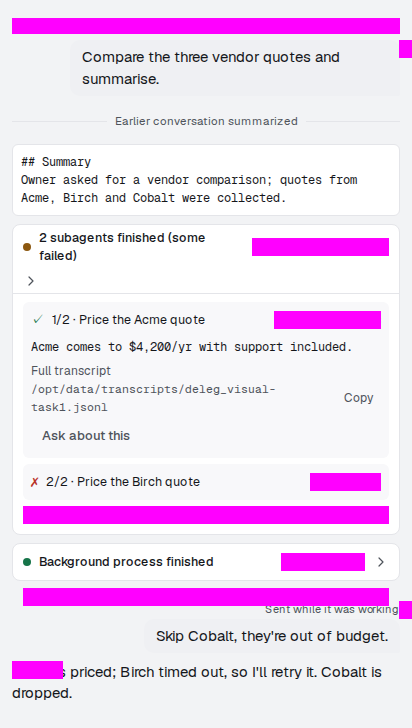 Compare the three vendor quotes and
summarise.
Earlier conversation summarized
## Summary
Owner asked for a vendor comparison; quotes from
Acme, Birch and Cobalt were collected.
2 subagents finished (some
failed)
✓ 1/2 · Price the Acme quote
Acme comes to $4,200/yr with support included.
Full transcript
/opt/data/transcripts/deleg_visual-
task1.jsonl
Copy
Ask about this
✗ 2/2 · Price the Birch quote
Background process finished
Sent while it was working
Skip Cobalt, they're out of budget.
priced; Birch timed out, so I'll retry it. Cobalt is
dropped.